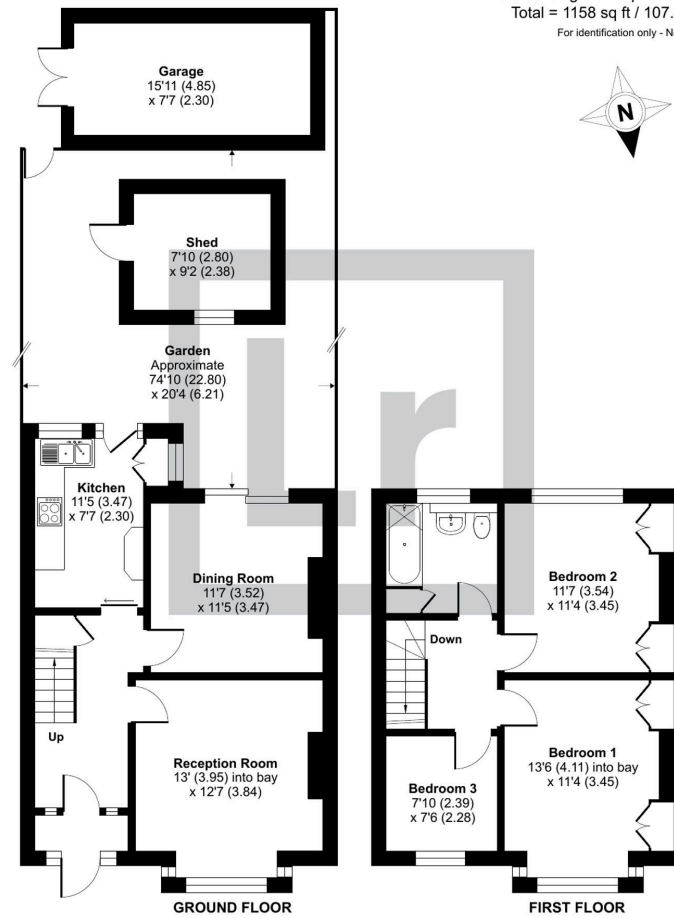 Total = 1158 sq ft / 107.
For identification only - N
N
Garage
15'11 (4.85)
x 7'7 (2.30)
Shed
7'10 (2.80)
x 9'2 (2.38)
Garden
Approximate
74'10 (22.80)
x 20'4 (6.21)
Kitchen
11'5 (3.47)
x 7'7 (2.30)
Dining Room
11'7 (3.52)
x 11'5 (3.47)
Up
Reception Room
13' (3.95) into bay
x 12'7 (3.84)
GROUND FLOOR
Bedroom 2
11'7 (3.54)
x 11'4 (3.45)
Down
Bedroom 1
13'6 (4.11) into bay
x 11'4 (3.45)
Bedroom 3
7'10 (2.39)
x 7'6 (2.28)
FIRST FLOOR
lr